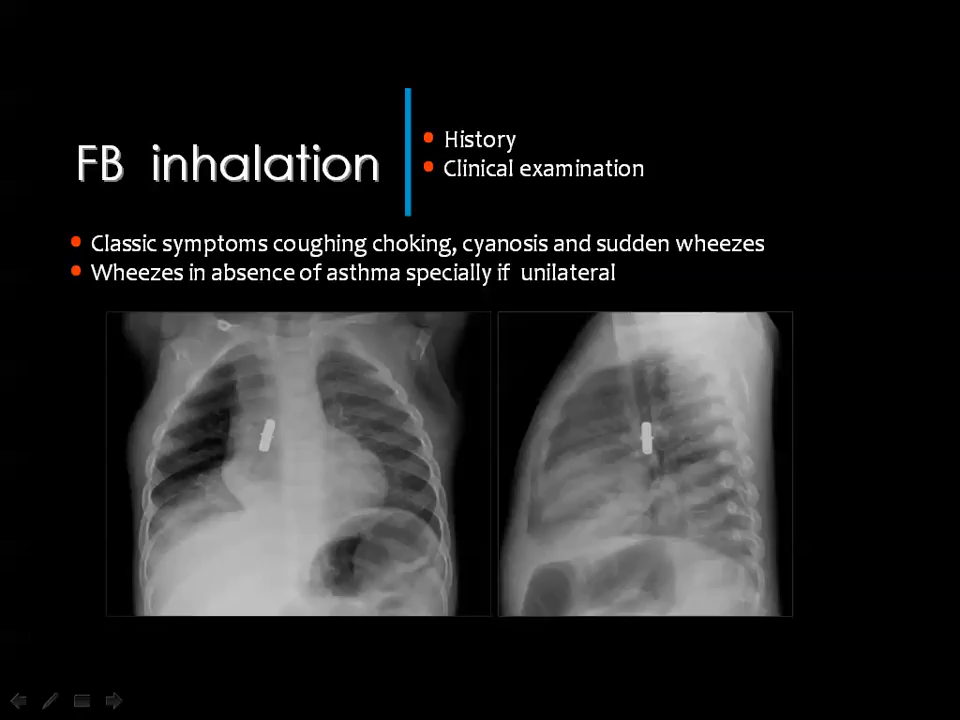 FB inhalation
• History
• Clinical examination
• Classic symptoms coughing choking, cyanosis and sudden wheezes
• Wheezes in absence of asthma specially if unilateral